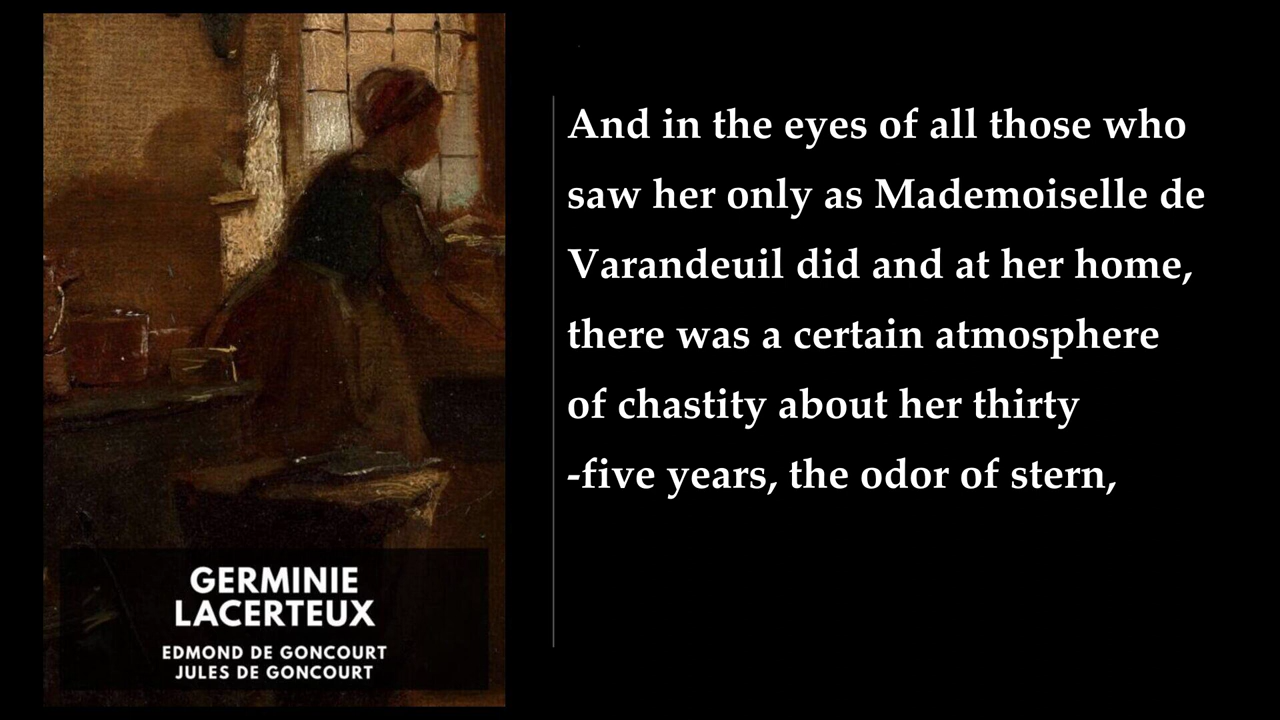 GERMINIE
LACERTEUX
EDMOND DE GONCOURT
JULES DE GONCOURT
And in the eyes of all those who
saw her only as Mademoiselle de
Varandeuil did and at her home,
there was a certain atmosphere
of chastity about her thirty
-five years, the odor of stern,